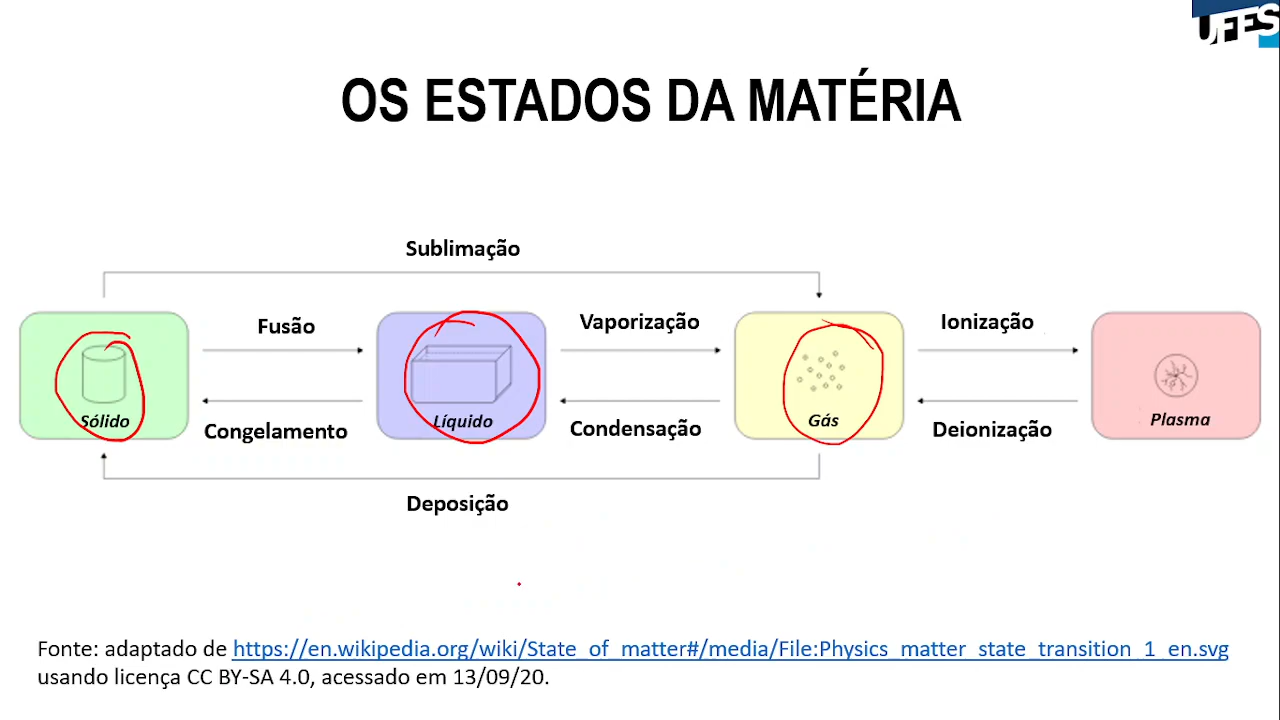 UFES
OS ESTADOS DA MATÉRIA
Sublimação
Fusão
Vaporização
Ionização
Sólido
Líquido
Gás
Plasma
Congelamento
Condensação
Deionização
Deposição
Fonte: adaptado de https://en.wikipedia.org/wiki/State_of_matter#/media/File:Physics_matter_state_transition_1_en.svg
usando licença CC BY-SA 4.0, acessado em 13/09/20.